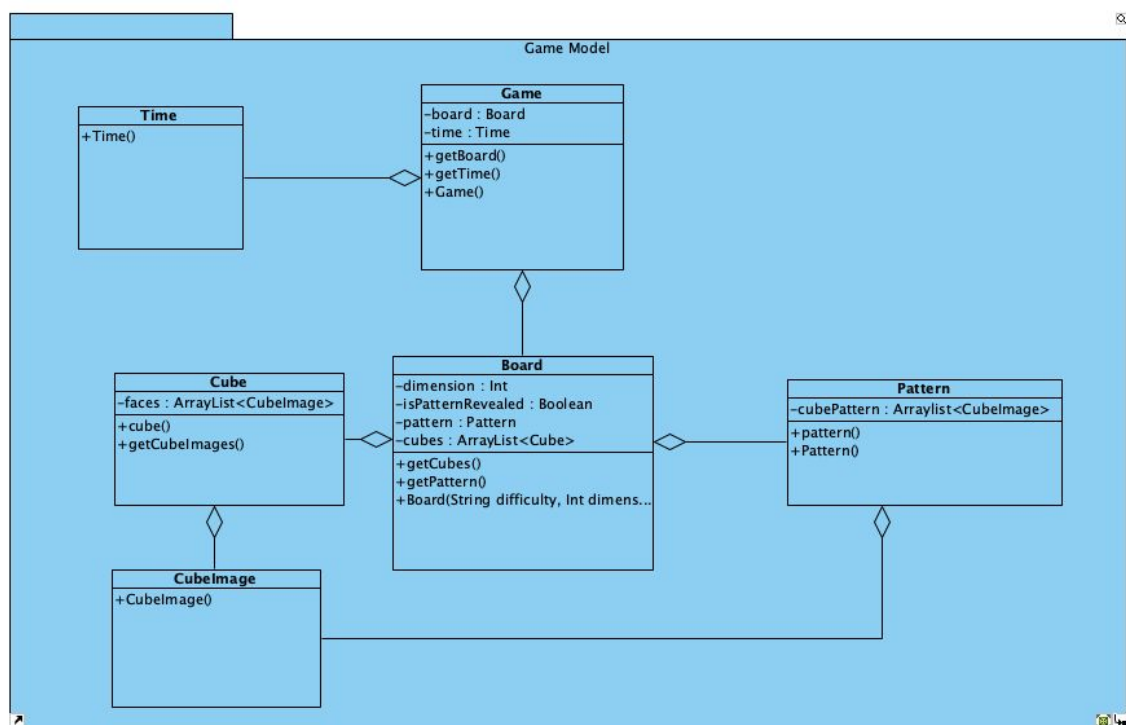 Game Model
Time
+Time()
Game
-board : Board
-time : Time
+getBoard()
+getTime()
+Game()
Cube
-faces : ArrayList<CubeImage>
+cube()
+getCubeImages()
Board
-dimension : Int
-isPatternRevealed : Boolean
-pattern : Pattern
-cubes : ArrayList<Cube>
+getCubes()
+getPattern()
+Board(String difficulty, Int dimens...
Pattern
-cubePattern : Arraylist<CubeImage>
+pattern()
+Pattern()
CubeImage
+CubeImage()